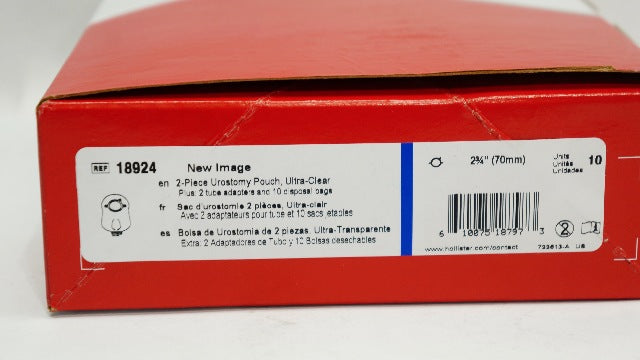 REF 18924 New Image
en 2-Piece Urostomy Pouch, Ultra-Clear
Plus: 2 tube adapters and 10 disposal bags
fr Sac d'urostomie 2 pièces, Ultra-clair
Avec 2 adaptateurs pour tube et 10 sacs jetables
es Bolsa de Urostomía de 2 piezas, Ultra-Transparente
Extra: 2 Adaptadores de Tubo y 10 Bolsas desechables
2¾" (70mm)
Units
Unités
Unidades
10
6 10075 18797 3
www.hollister.com/contact
733613-A US